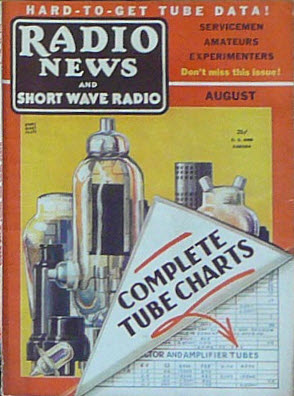 HARD-TO-GET TUBE DATA!
RADIO
NEWS
AND
SHORT WAVE RADIO
SERVICEMEN
AMATEURS
EXPERIMENTERS
Don't miss this issue!
AUGUST
25¢
COMPLETE
TUBE CHARTS
AND AMPLIFIER TUBES